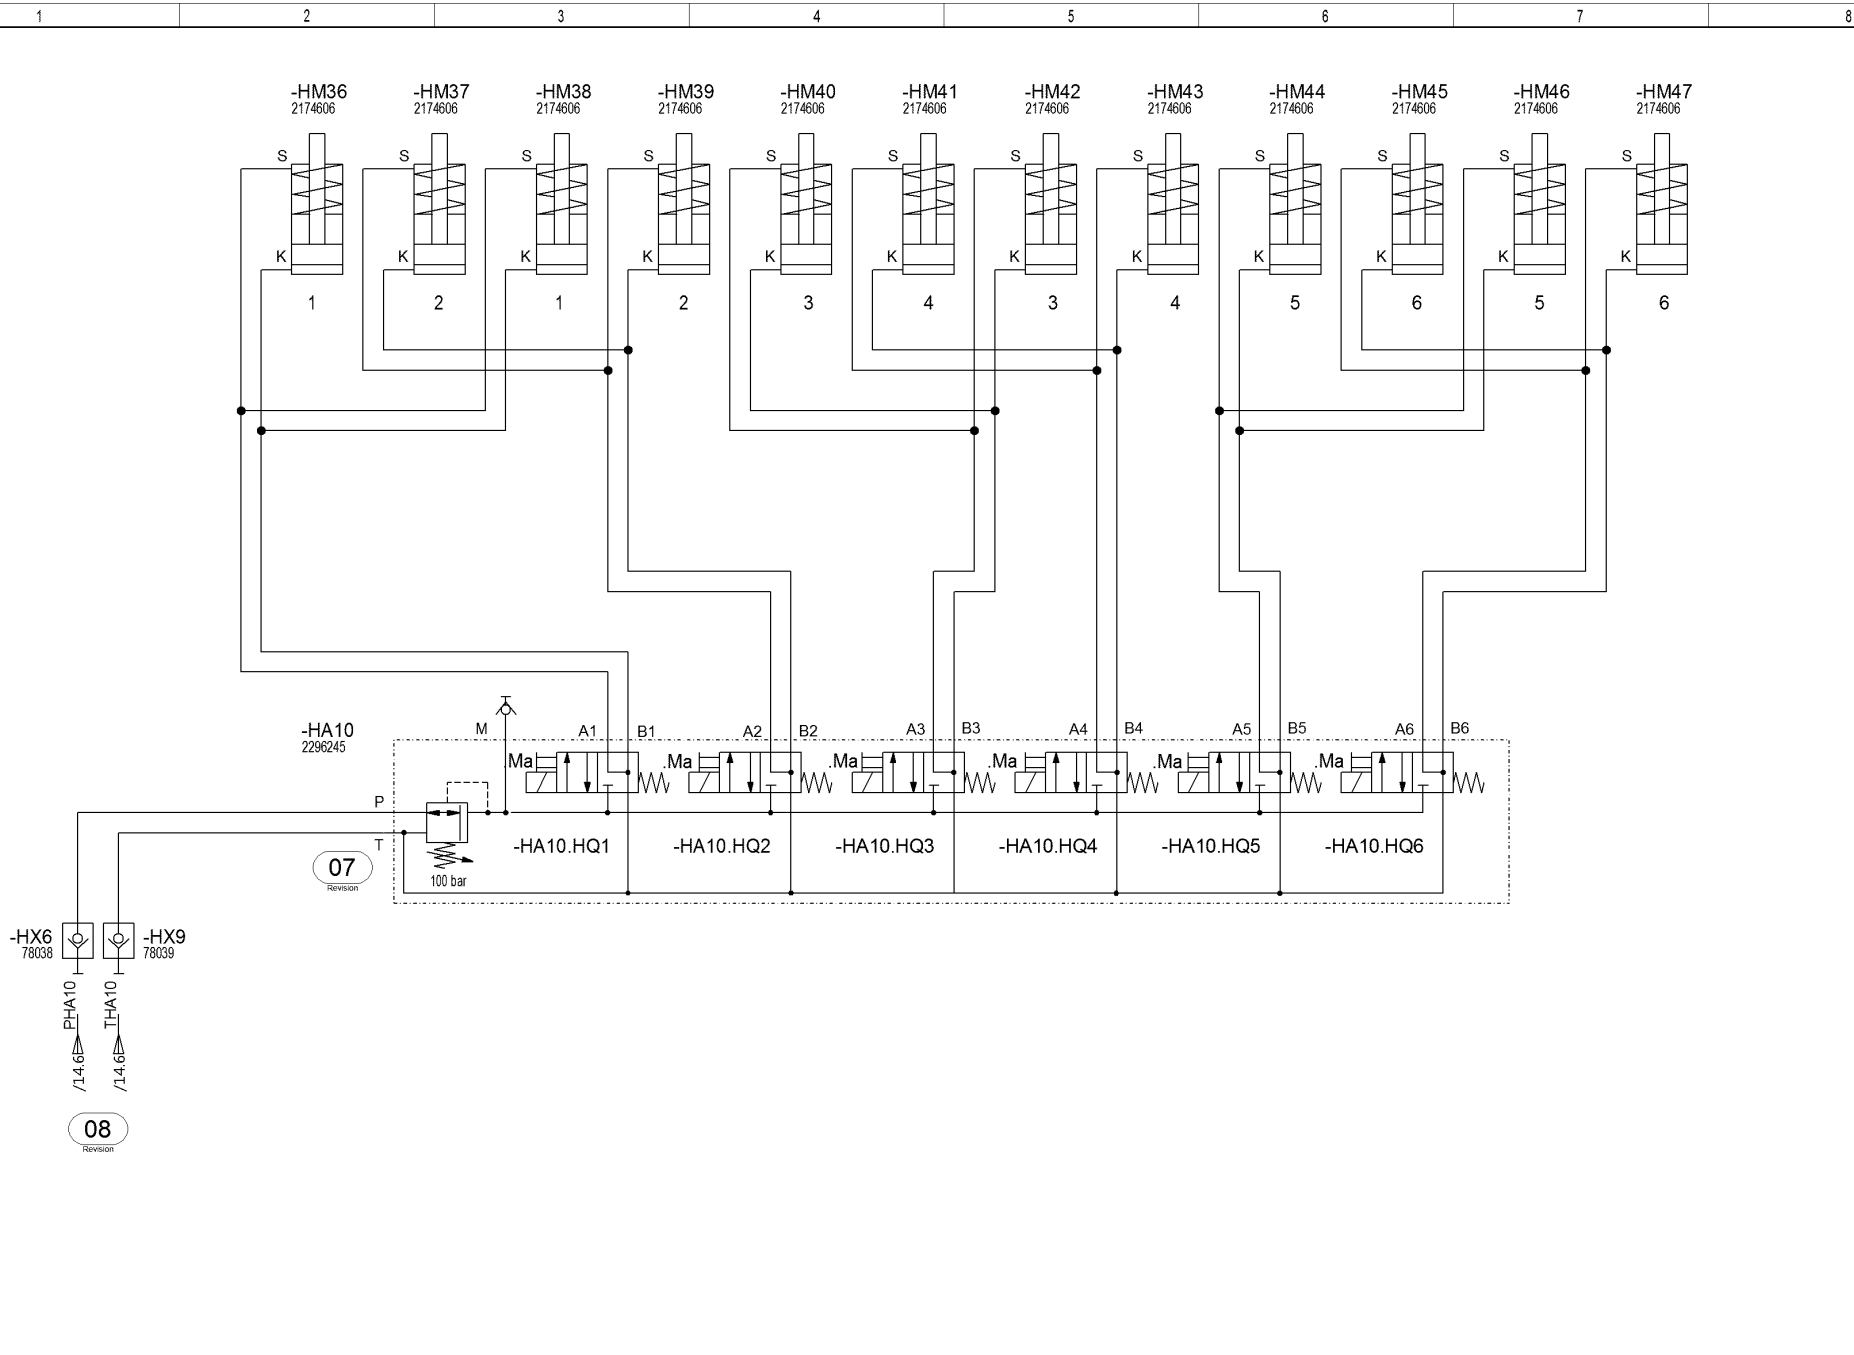 1 2 3 4 5 6 7 8
-HM36 -HM37 -HM38 -HM39 -HM40 -HM41 -HM42 -HM43 -HM44 -HM45 -HM46 -HM47
2174606 2174606 2174606 2174606 2174606 2174606 2174606 2174606 2174606 2174606 2174606 2174606
S S S S S S S S S S S S
K K K K K K K K K K K K
1 2 1 2 3 4 3 4 5 6 5 6
-HA10 M A1 B1 A2 B2 A3 B3 A4 B4 A5 B5 A6 B6
2296245
.Ma .Ma .Ma .Ma .Ma .Ma
P
T -HA10.HQ1 -HA10.HQ2 -HA10.HQ3 -HA10.HQ4 -HA10.HQ5 -HA10.HQ6
07
Revision
100 bar
-HX6 -HX9
78038 78039
PHA10 THA10
/14.6 /14.6
08
Revision